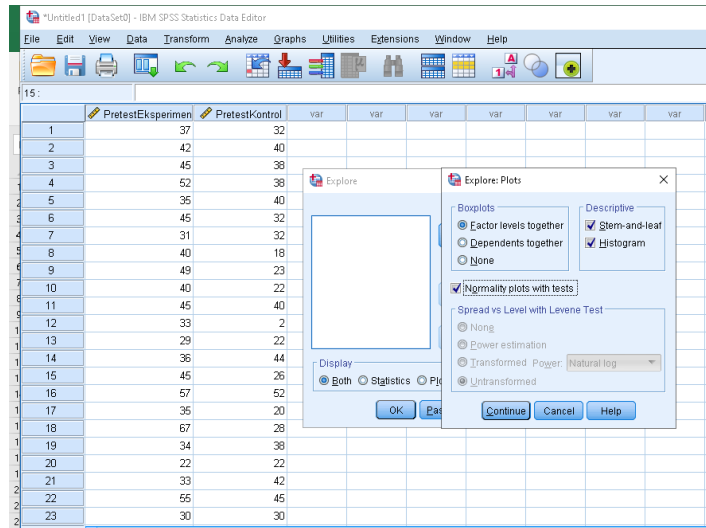 *Untitled1 [DataSet0] - IBM SPSS Statistics Data Editor
File Edit View Data Transform Analyze Graphs Utilities Extensions Window Help
15 :
PretestEksperimen PretestKontrol var var var var var var
1 37 32
2 42 40
3 45 38
4 52 38
5 35 40
6 45 32
7 31 32
8 40 18
9 49 23
10 40 22
11 45 40
12 33 2
13 29 22
14 36 44
15 45 26
16 57 52
17 35 20
18 67 28
19 34 38
20 22 22
21 33 42
22 55 45
23 30 30
Explore
Display
Both Statistics Plo
OK Pas
Explore: Plots
Boxplots
Factor levels together
Dependents together
None
Descriptive
Stem-and-leaf
Histogram
Normality plots with tests
Spread vs Level with Levene Test
None
Power estimation
Transformed Power: Natural log
Untransformed
Continue Cancel Help